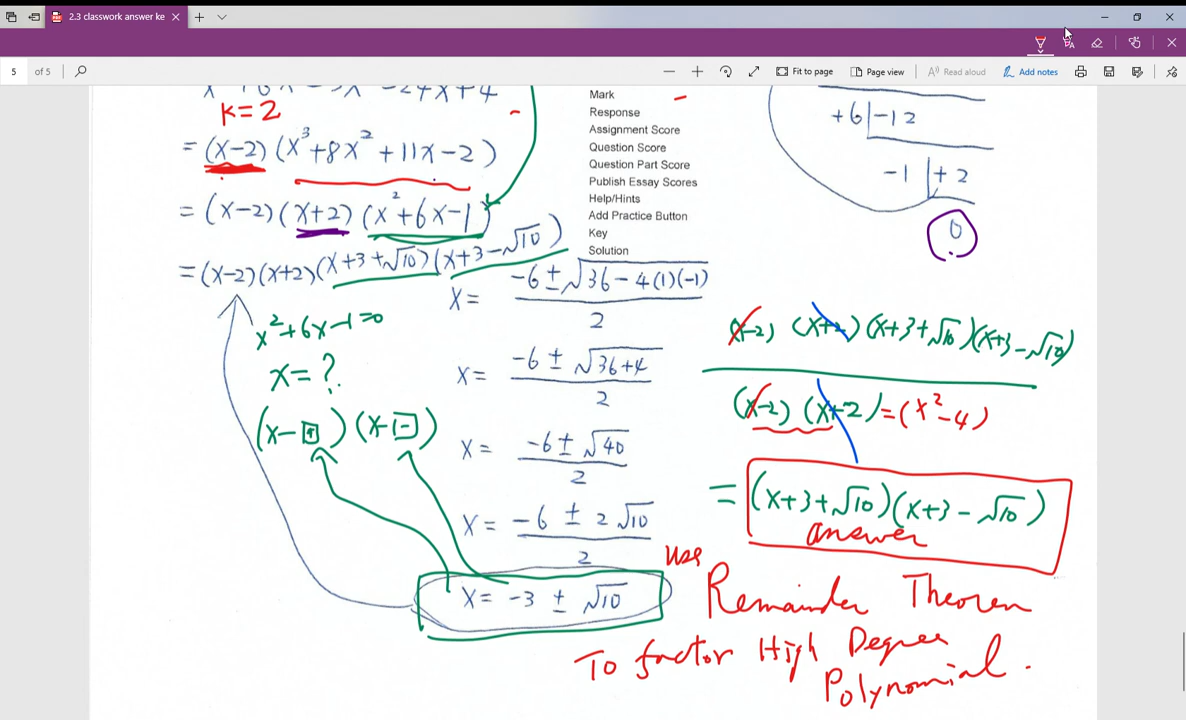 2.3 classwork answer ke
5 of 5
Fit to page
Page view
Read aloud
Add notes
K=2
= (x-2) (x³+8x²+11x-2)
= (x-2)(x+2)(x²+6x-1)
= (x-2)(x+2)(x+3+√10)(x+3-√10)
x²+6x-1=0
x=?
(x-+)(x--)
Mark
Response
Assignment Score
Question Score
Question Part Score
Publish Essay Scores
Help/Hints
Add Practice Button
Key
Solution
x= -6±√36-4(1)(-1) / 2
x= -6±√36+4 / 2
x= -6±√40 / 2
x= -6±2√10 / 2
x= -3±√10
+6 -12
-1 +2
0
(x-2)(x+2)(x+3+√10)(x+3-√10)
(x-2)(x+2)=(x²-4)
= (x+3+√10)(x+3-√10)
answer
use
Remainder Theorem
To factor High Degree
Polynomial.